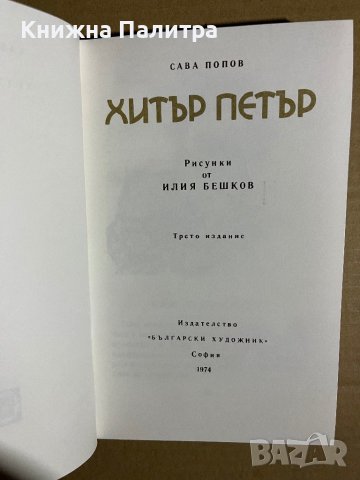 Книжна Палитра
САВА ПОПОВ
ХИТЪР ПЕТЪР
Рисунки
от
ИЛИЯ БЕШКОВ
Трето издание
Издателство
"БЪЛГАРСКИ ХУДОЖНИК"
София
1974
BAZAR